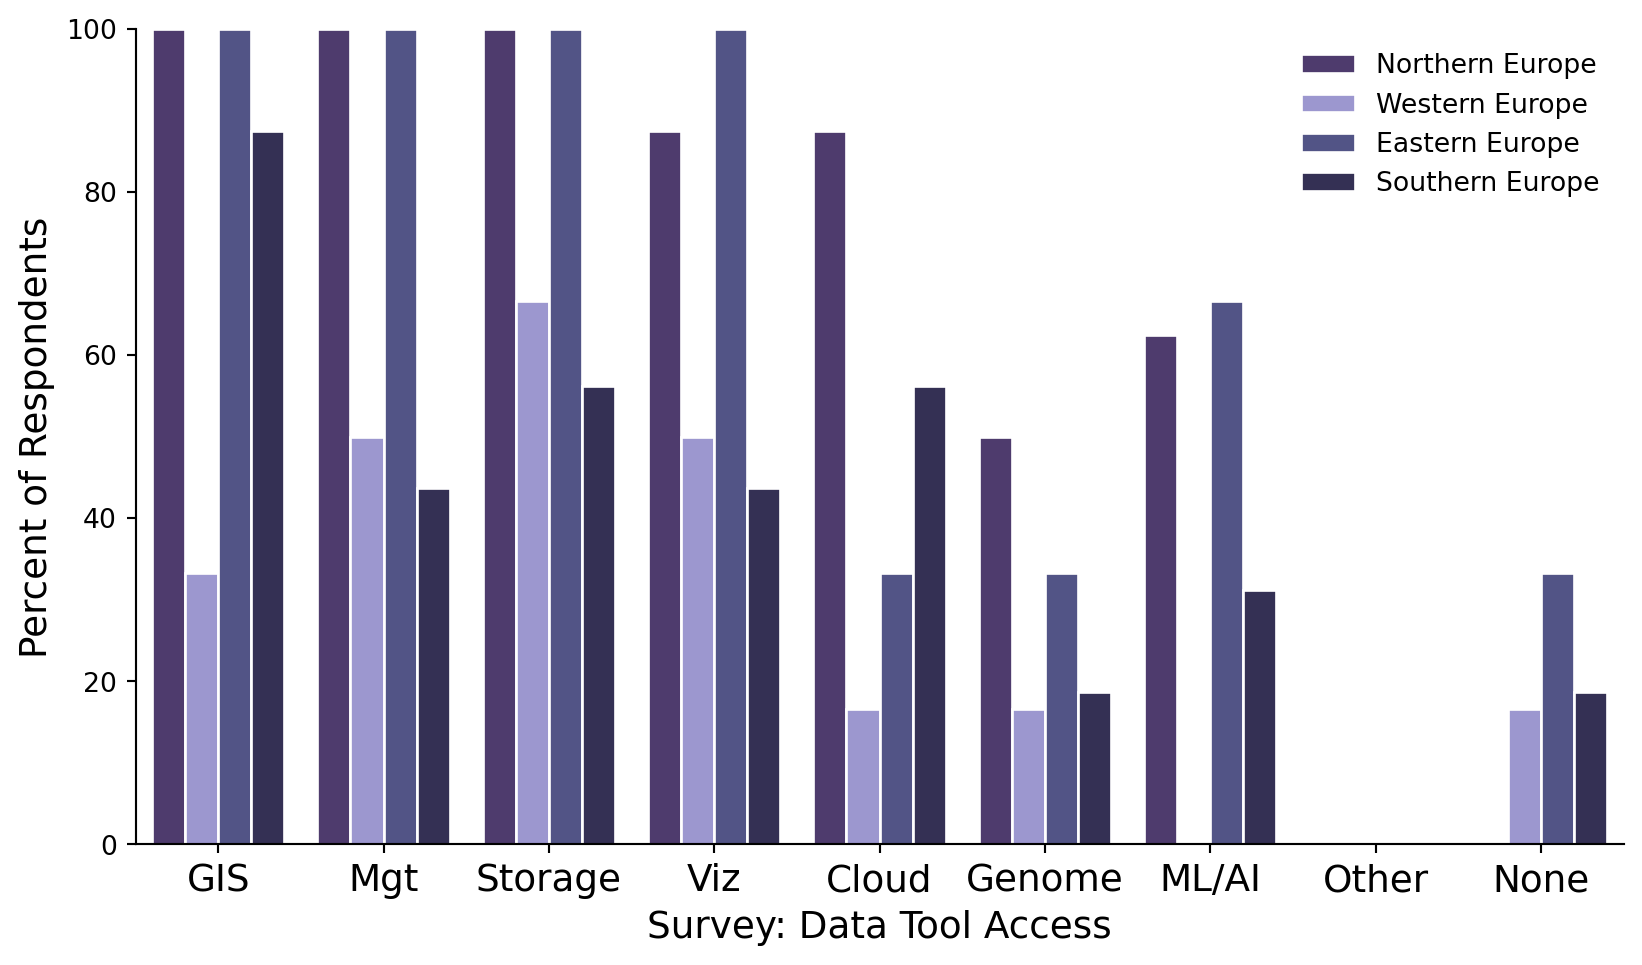 100
80
60
40
20
0
Percent of Respondents
Northern Europe
Western Europe
Eastern Europe
Southern Europe
GIS Mgt Storage Viz Cloud Genome ML/AI Other None
Survey: Data Tool Access